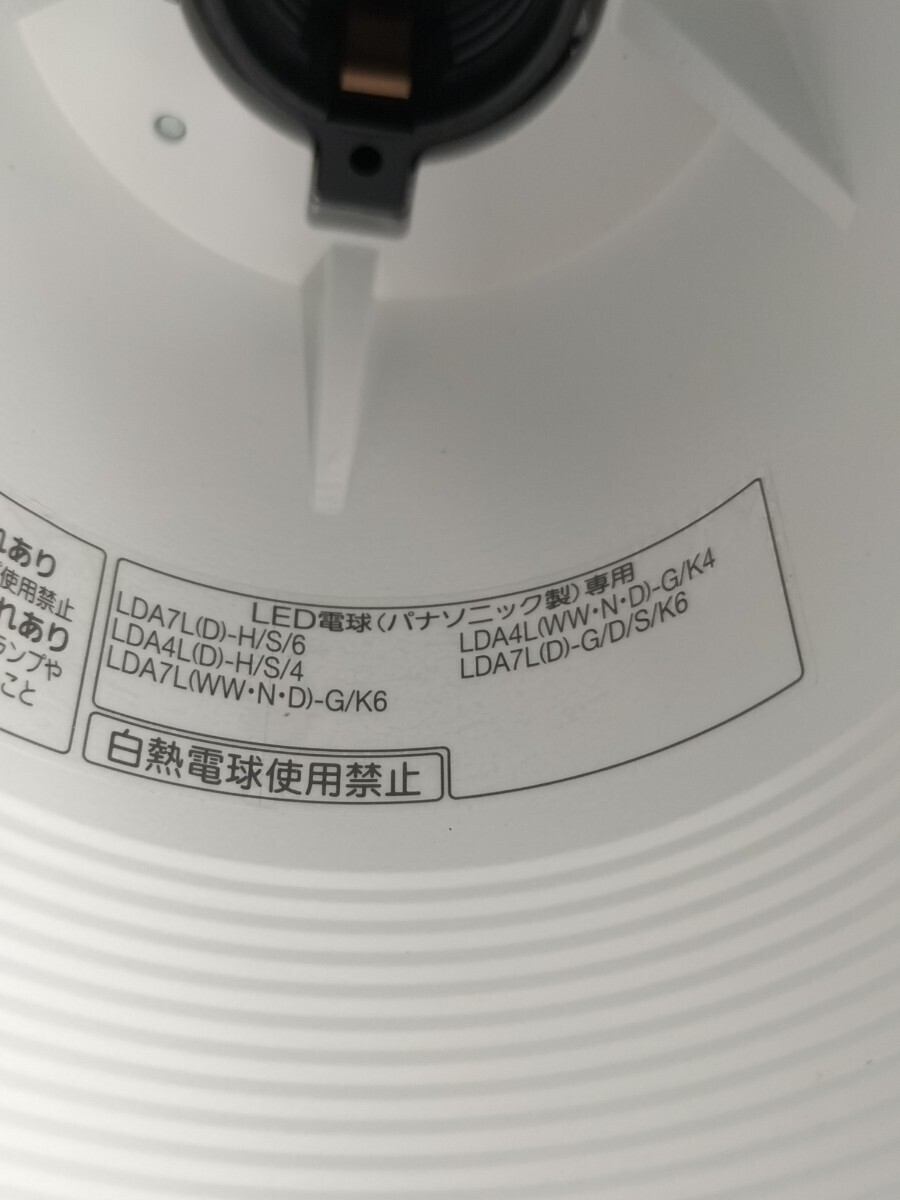 れあり
使用禁止
れあり
ランプや
こと
LED電球(パナソニック製)専用
LDA7L(D)-H/S/6
LDA4L(D)-H/S/4
LDA7L(WW・N・D)-G/K6
LDA4L(WW・N・D)-G/K4
LDA7L(D)-G/D/S/K6
白熱電球使用禁止